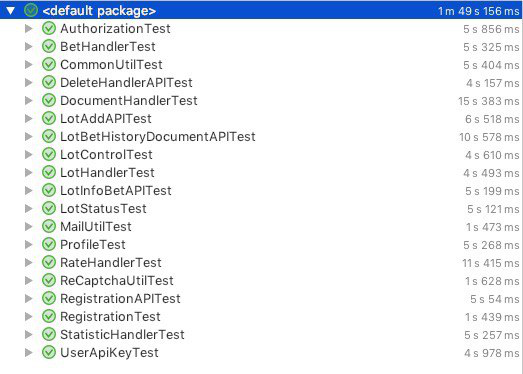 <default package> 1 m 49 s 156 ms
AuthorizationTest 5 s 856 ms
BetHandlerTest 5 s 325 ms
CommonUtilTest 5 s 404 ms
DeleteHandlerAPITest 4 s 157 ms
DocumentHandlerTest 15 s 383 ms
LotAddAPITest 6 s 518 ms
LotBetHistoryDocumentAPITest 10 s 578 ms
LotControlTest 4 s 610 ms
LotHandlerTest 4 s 493 ms
LotInfoBetAPITest 5 s 199 ms
LotStatusTest 5 s 121 ms
MailUtilTest 1 s 473 ms
ProfileTest 5 s 268 ms
RateHandlerTest 11 s 415 ms
ReCaptchaUtilTest 1 s 628 ms
RegistrationAPITest 5 s 54 ms
RegistrationTest 1 s 439 ms
StatisticHandlerTest 5 s 257 ms
UserApiKeyTest 4 s 978 ms